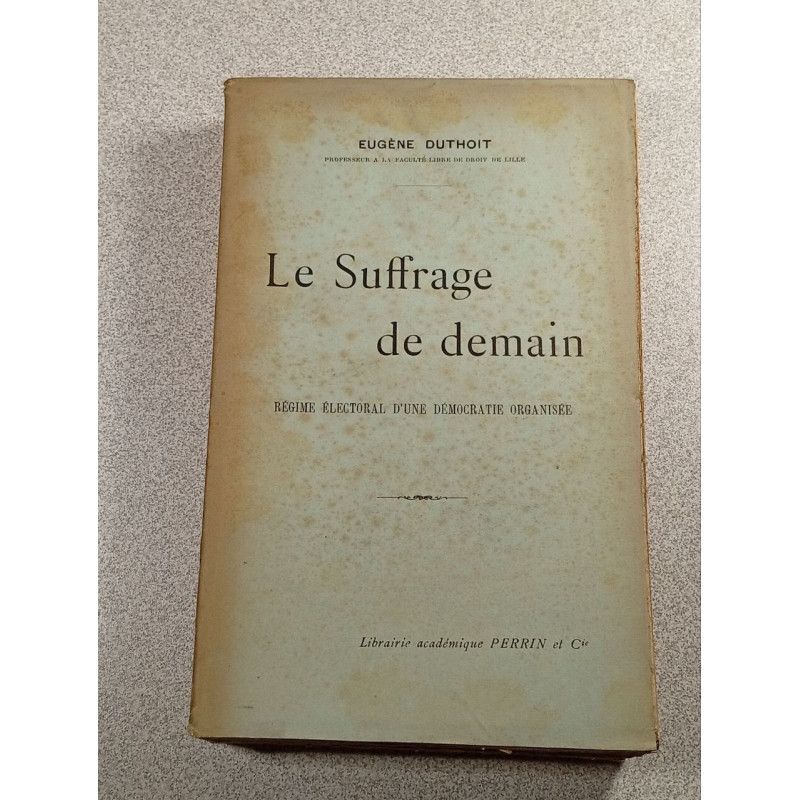 EUGÈNE DUTHOIT
PROFESSEUR A LA FACULTÉ LIBRE DE DROIT DE LILLE
Le Suffrage
de demain
RÉGIME ÉLECTORAL D'UNE DÉMOCRATIE ORGANISÉE
Librairie académique PERRIN et Cie